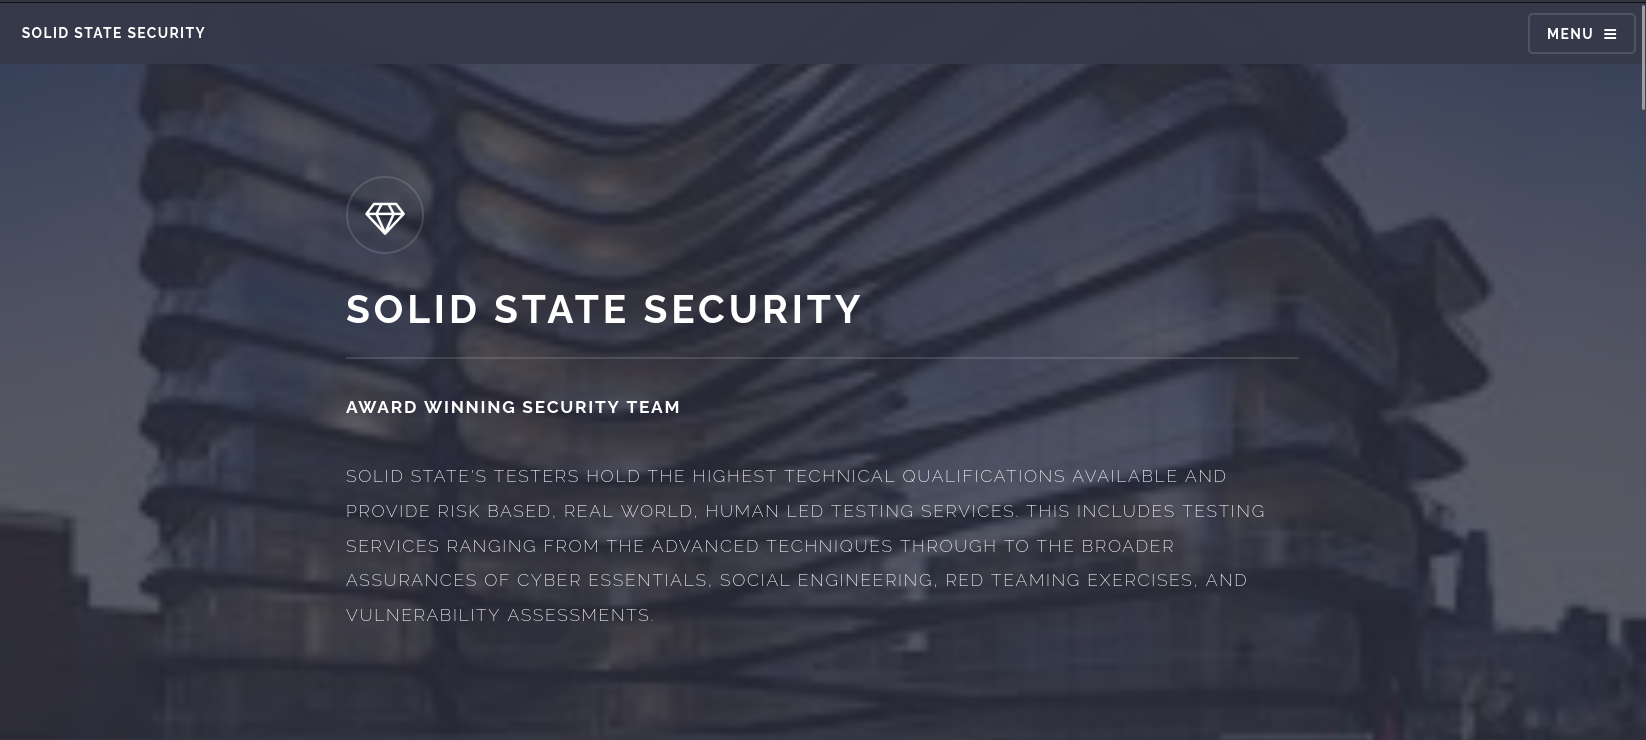 SOLID STATE SECURITY
MENU
SOLID STATE SECURITY
AWARD WINNING SECURITY TEAM
SOLID STATE'S TESTERS HOLD THE HIGHEST TECHNICAL QUALIFICATIONS AVAILABLE AND
PROVIDE RISK BASED, REAL WORLD, HUMAN LED TESTING SERVICES. THIS INCLUDES TESTING
SERVICES RANGING FROM THE ADVANCED TECHNIQUES THROUGH TO THE BROADER
ASSURANCES OF CYBER ESSENTIALS, SOCIAL ENGINEERING, RED TEAMING EXERCISES, AND
VULNERABILITY ASSESSMENTS.